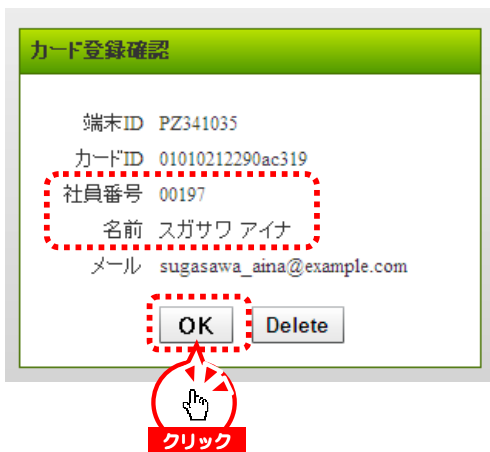 カード登録確認
端末ID PZ341035
カードID 01010212290ac319
社員番号 00197
名前 スガサワ アイナ
メール sugasawa_aina@example.com
OK Delete
クリック